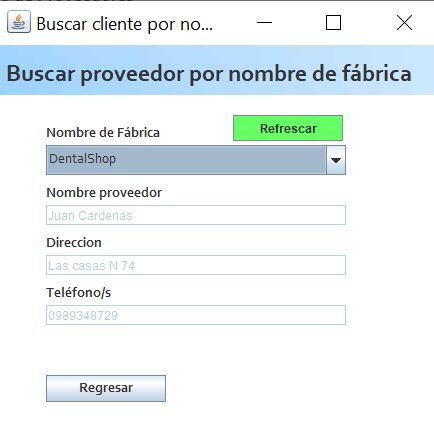 Buscar cliente por no...
Buscar proveedor por nombre de fábrica
Refrescar
Nombre de Fábrica
DentalShop
Nombre proveedor
Juan Cardenas
Direccion
Las casas N 74
Teléfono/s
0989348729
Regresar